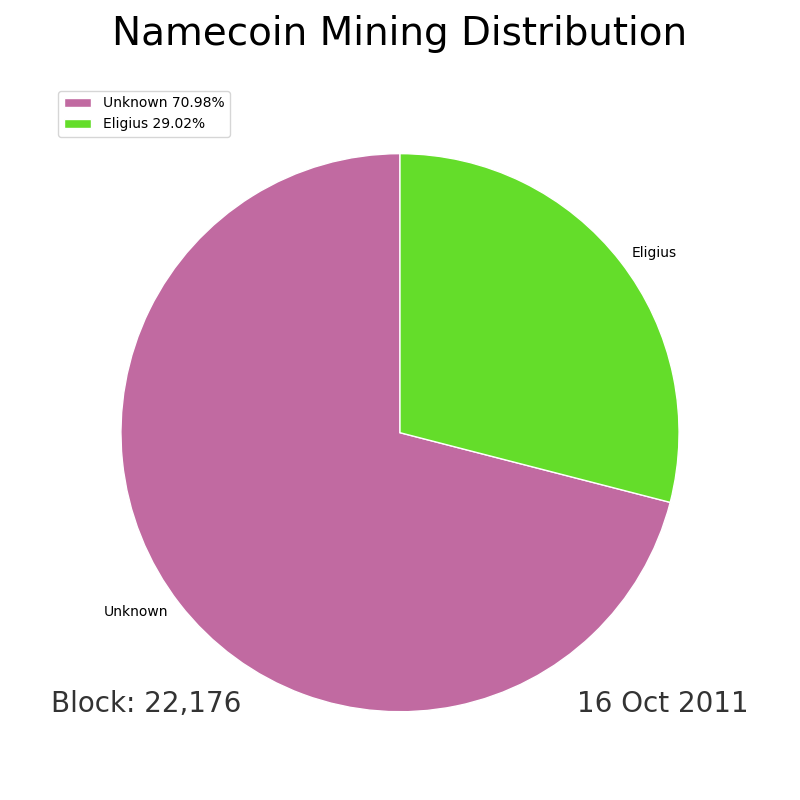 Namecoin Mining Distribution
Unknown 70.98%
Eligius 29.02%
Eligius
Unknown
Block: 22,176
16 Oct 2011